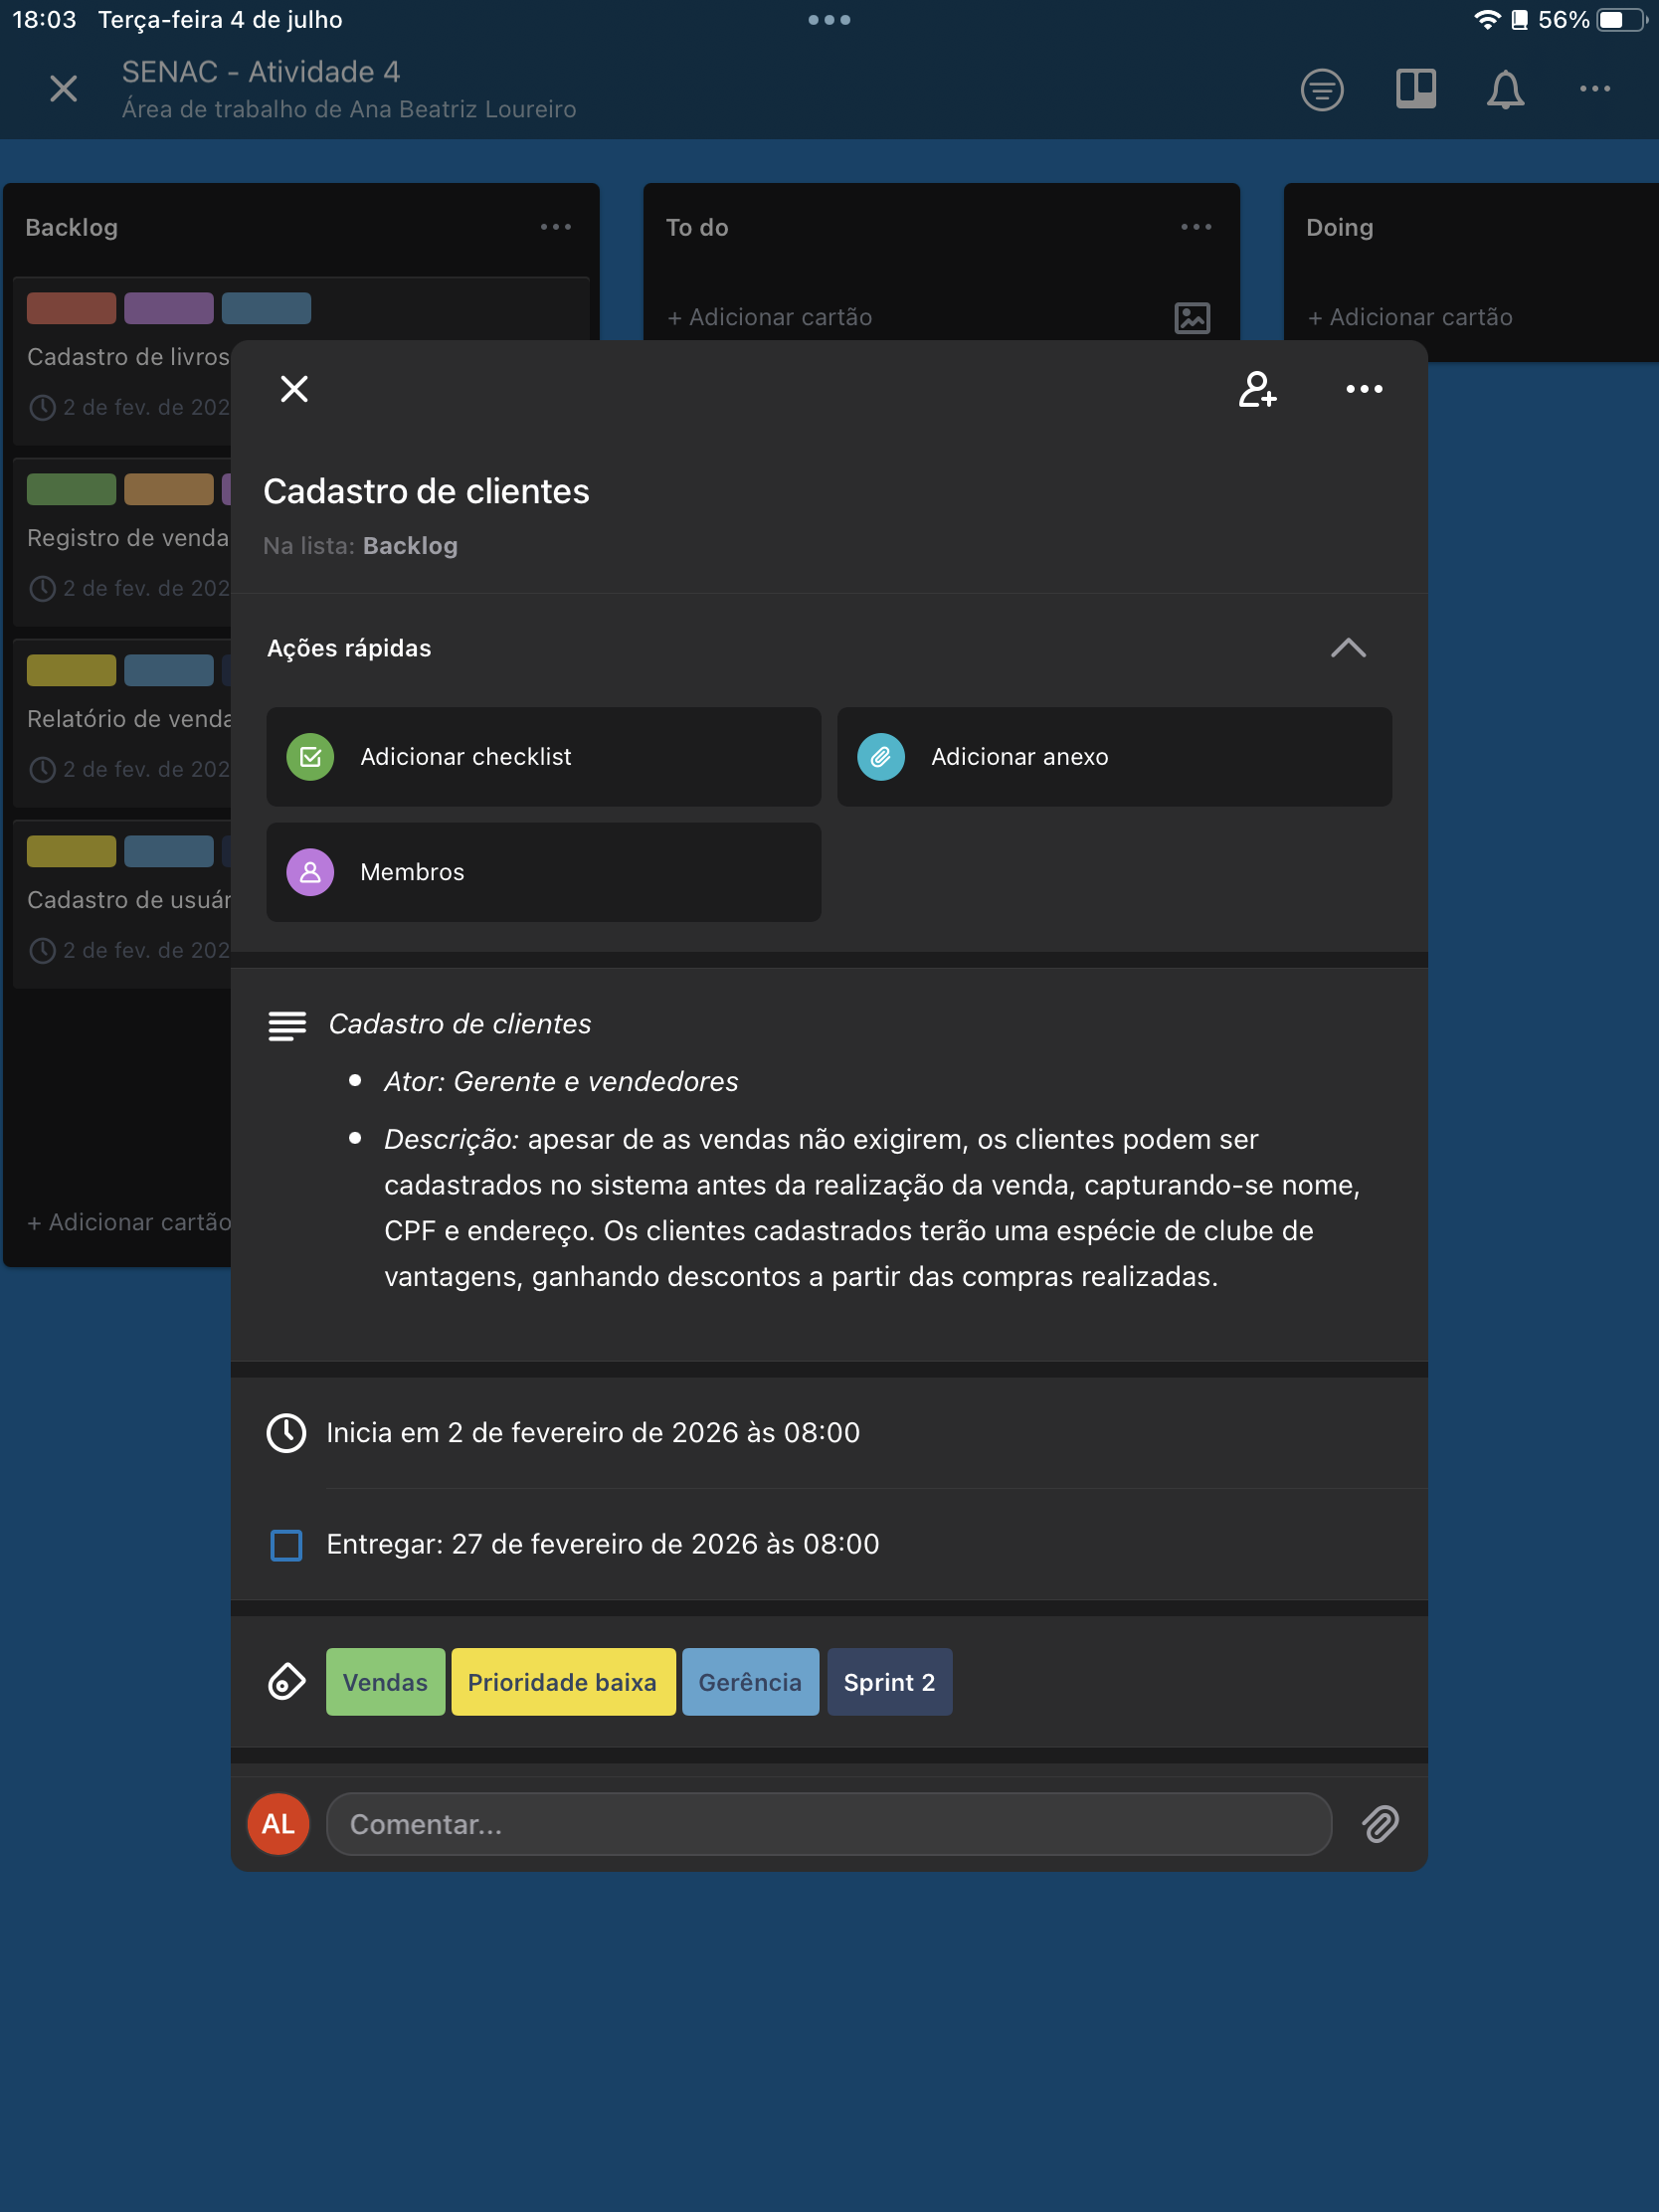 18:03 Terça-feira 4 de julho
56%
SENAC - Atividade 4
Área de trabalho de Ana Beatriz Loureiro
Backlog
To do
Doing
+ Adicionar cartão
+ Adicionar cartão
Cadastro de livros
2 de fev. de 202
Registro de venda
2 de fev. de 202
Relatório de venda
2 de fev. de 202
Cadastro de usuár
2 de fev. de 202
+ Adicionar cartão
Cadastro de clientes
Na lista: Backlog
Ações rápidas
Adicionar checklist
Adicionar anexo
Membros
Cadastro de clientes
• Ator: Gerente e vendedores
• Descrição: apesar de as vendas não exigirem, os clientes podem ser
cadastrados no sistema antes da realização da venda, capturando-se nome,
CPF e endereço. Os clientes cadastrados terão uma espécie de clube de
vantagens, ganhando descontos a partir das compras realizadas.
Inicia em 2 de fevereiro de 2026 às 08:00
Entregar: 27 de fevereiro de 2026 às 08:00
Vendas Prioridade baixa Gerência Sprint 2
AL
Comentar...